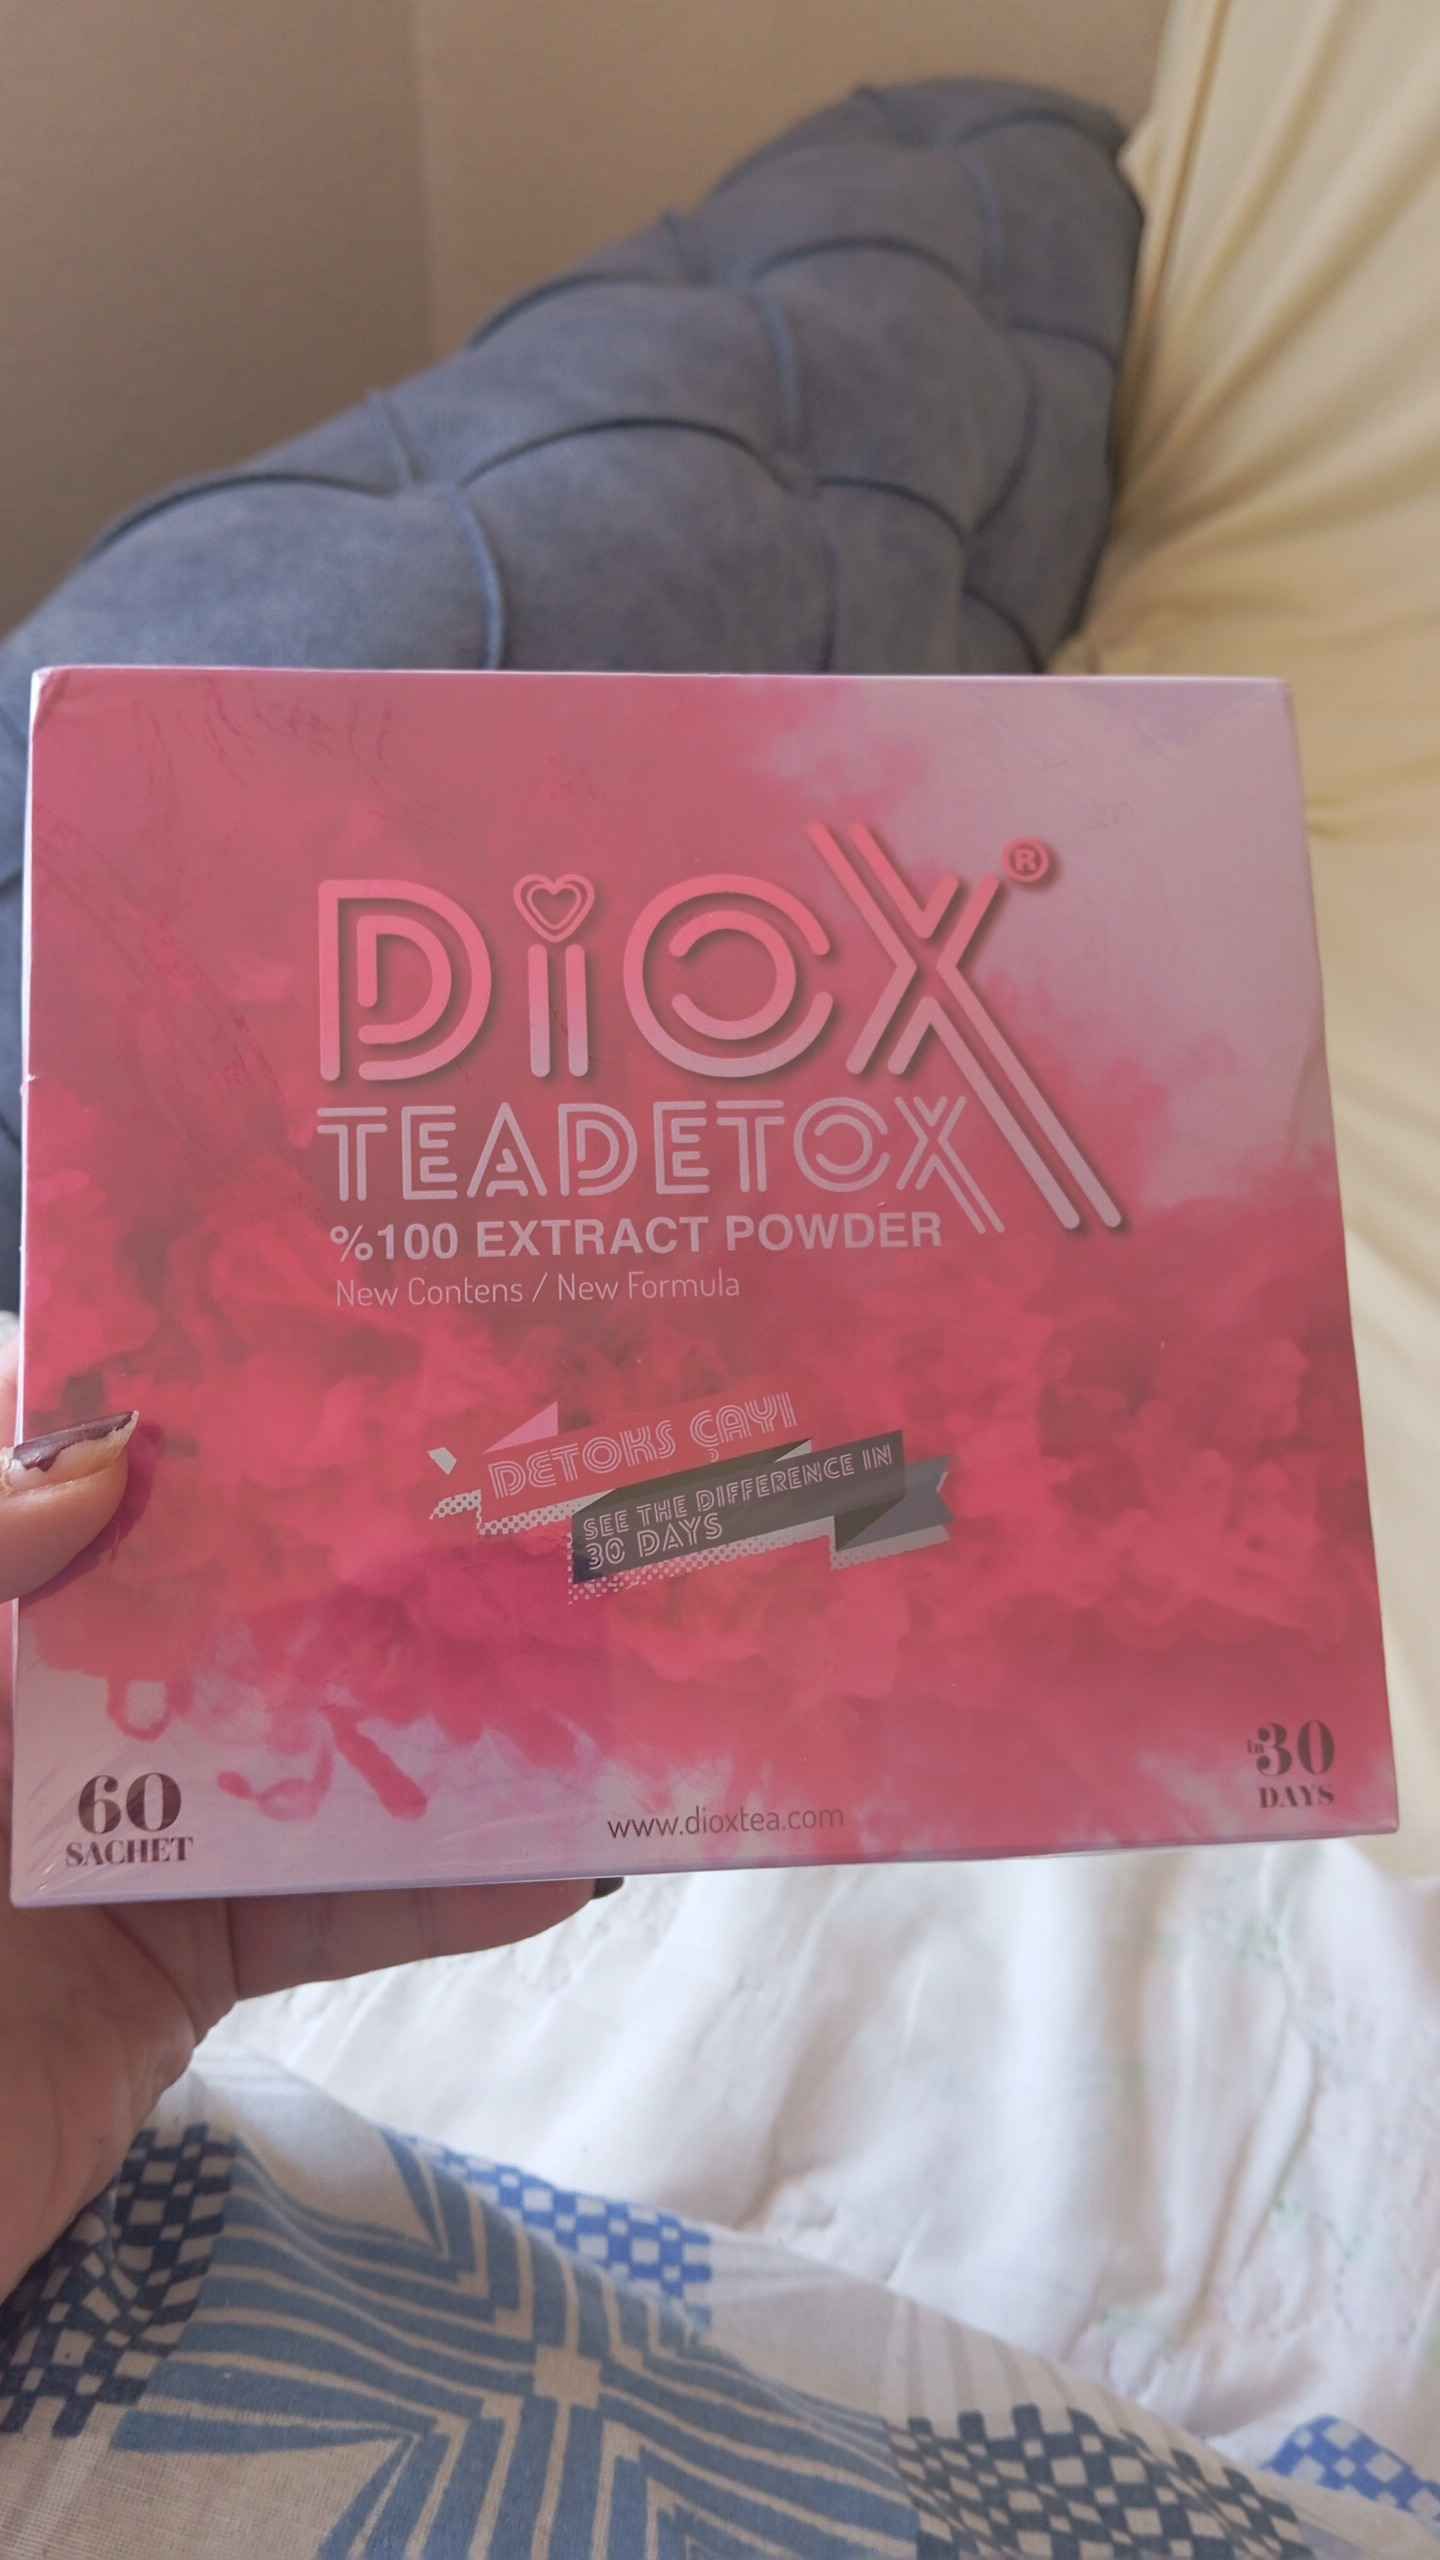 DiOX®
TEADETOX
%100 EXTRACT POWDER
New Contens / New Formula
DETOKS ÇAYI
SEE THE DIFFERENCE IN
30 DAYS
60
SACHET
www.dioxtea.com
in 30
DAYS